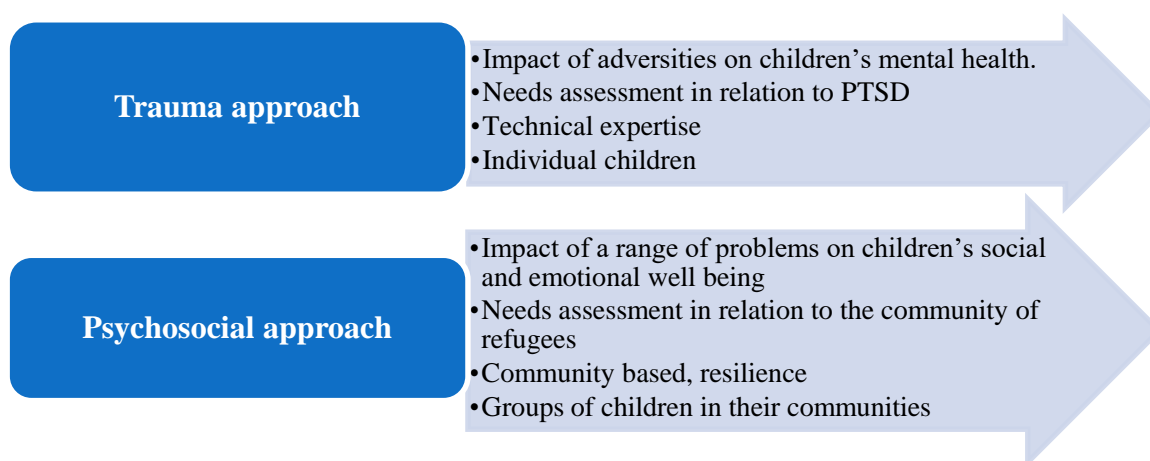 Trauma approach
•Impact of adversities on children’s mental health.
•Needs assessment in relation to PTSD
•Technical expertise
•Individual children
Psychosocial approach
•Impact of a range of problems on children’s social
and emotional well being
•Needs assessment in relation to the community of
refugees
•Community based, resilience
•Groups of children in their communities